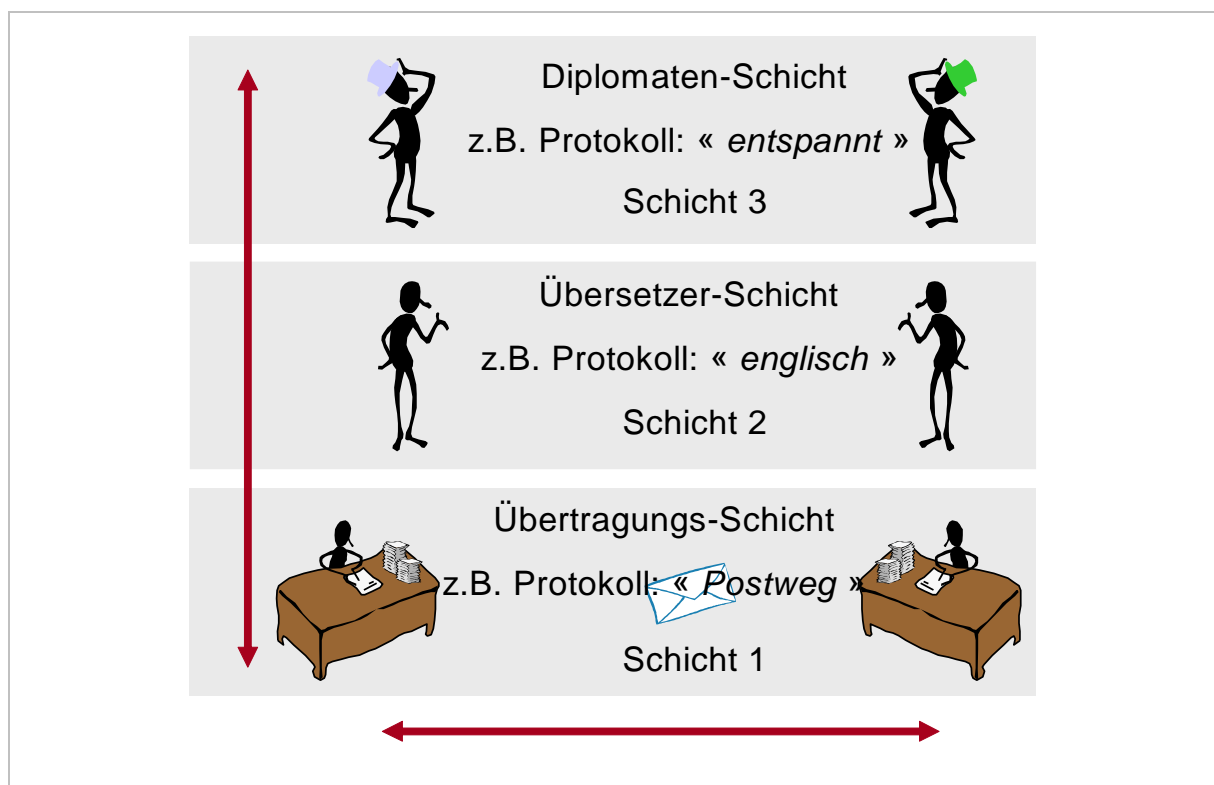 Diplomaten-Schicht
z.B. Protokoll: « entspannt »
Schicht 3
Übersetzer-Schicht
z.B. Protokoll: « englisch »
Schicht 2
Übertragungs-Schicht
z.B. Protokoll: « Postweg »
Schicht 1